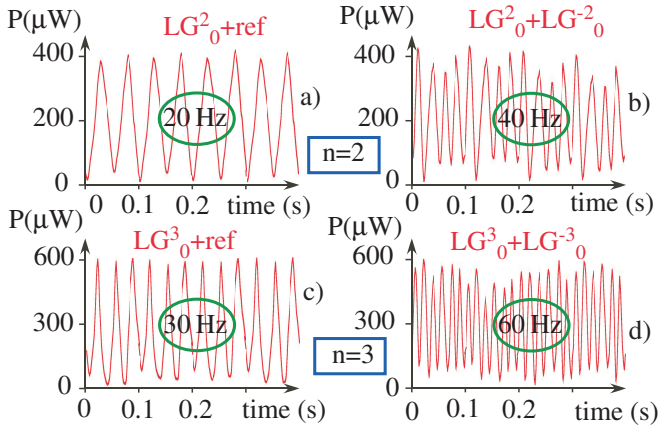 P(μW) LG²₀+ref
400
200
0
20 Hz
a)
0 0.1 0.2 time (s)
n=2
P(μW) LG²₀+LG⁻²₀
400
200
0
40 Hz
b)
0 0.1 0.2 time (s)
P(μW) LG³₀+ref
600
300
0
30 Hz
c)
0 0.1 0.2 time (s)
n=3
P(μW) LG³₀+LG⁻³₀
600
300
0
60 Hz
d)
0 0.1 0.2 time (s)